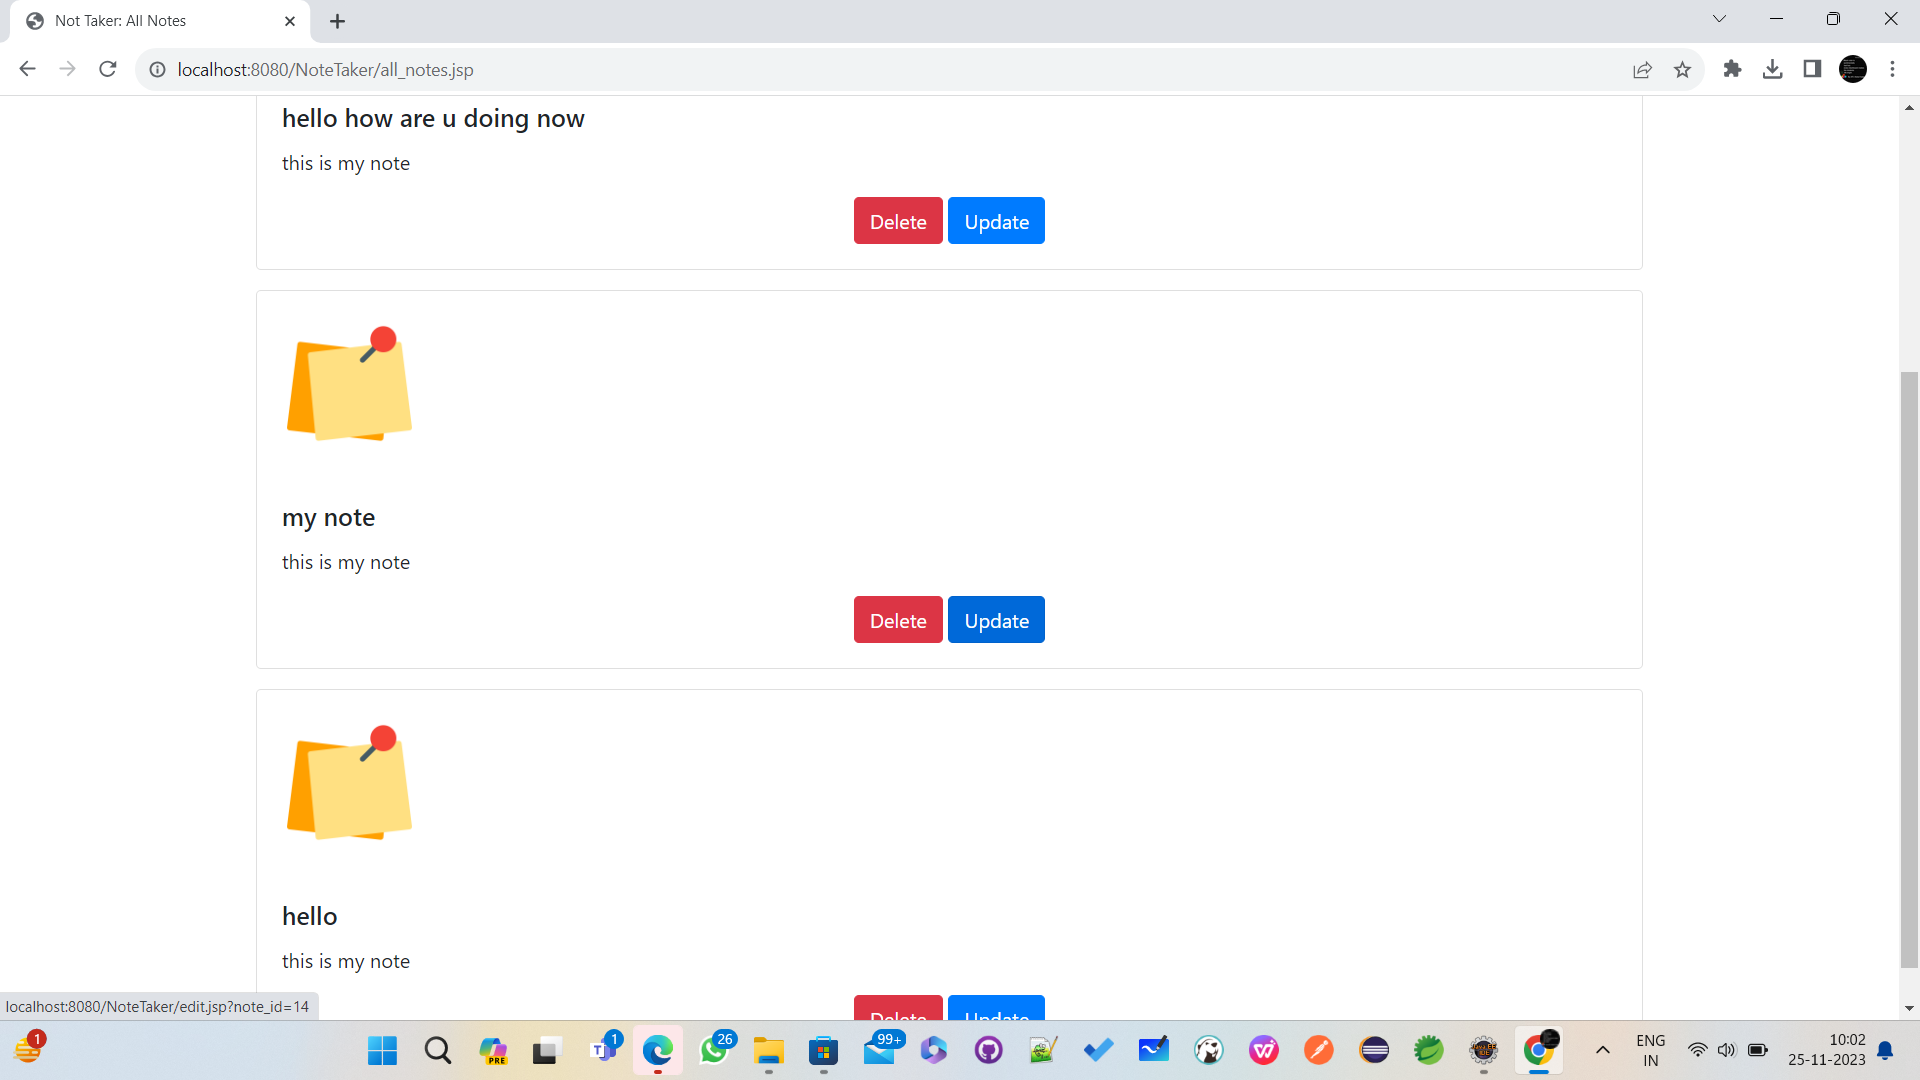 Not Taker: All Notes
localhost:8080/NoteTaker/all_notes.jsp
hello how are u doing now
this is my note
Delete Update
my note
this is my note
Delete Update
hello
this is my note
Delete Update
localhost:8080/NoteTaker/edit.jsp?note_id=14
1
PRE
T
1
26
99+
ENG
IN
10:02
25-11-2023